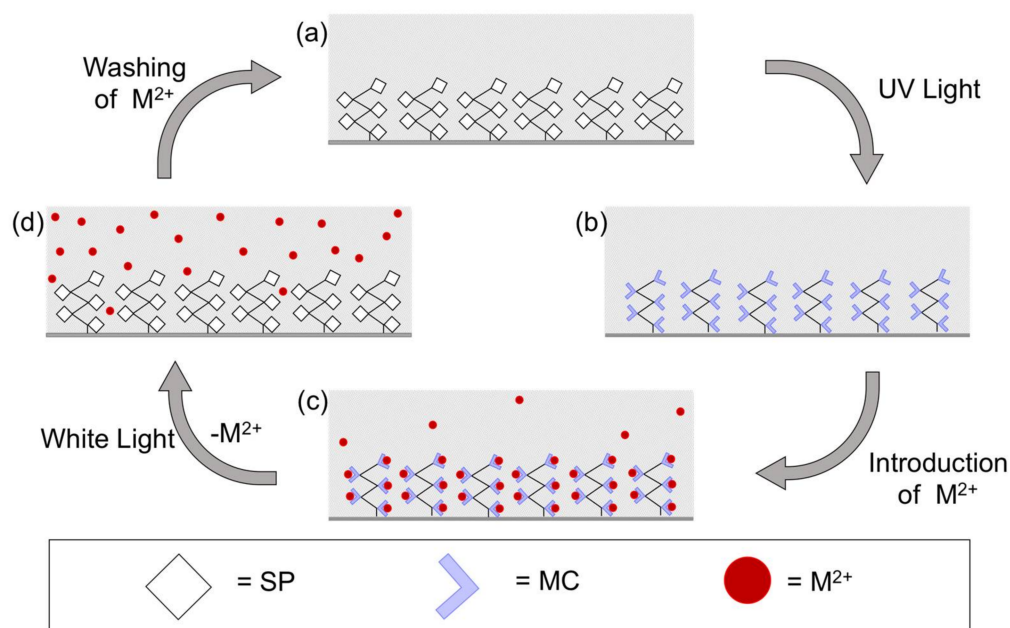 (a)
Washing
of M²⁺
UV Light
(d)
(b)
(c)
White Light
-M²⁺
Introduction
of M²⁺
= SP
= MC
= M²⁺